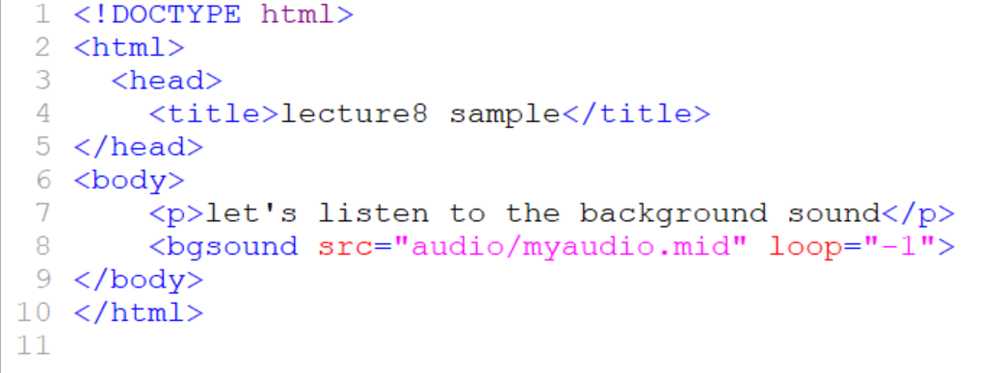 1 <!DOCTYPE html>
2 <html>
3   <head>
4     <title>lecture8 sample</title>
5 </head>
6 <body>
7     <p>let's listen to the background sound</p>
8     <bgsound src="audio/myaudio.mid" loop="-1">
9 </body>
10 </html>
11